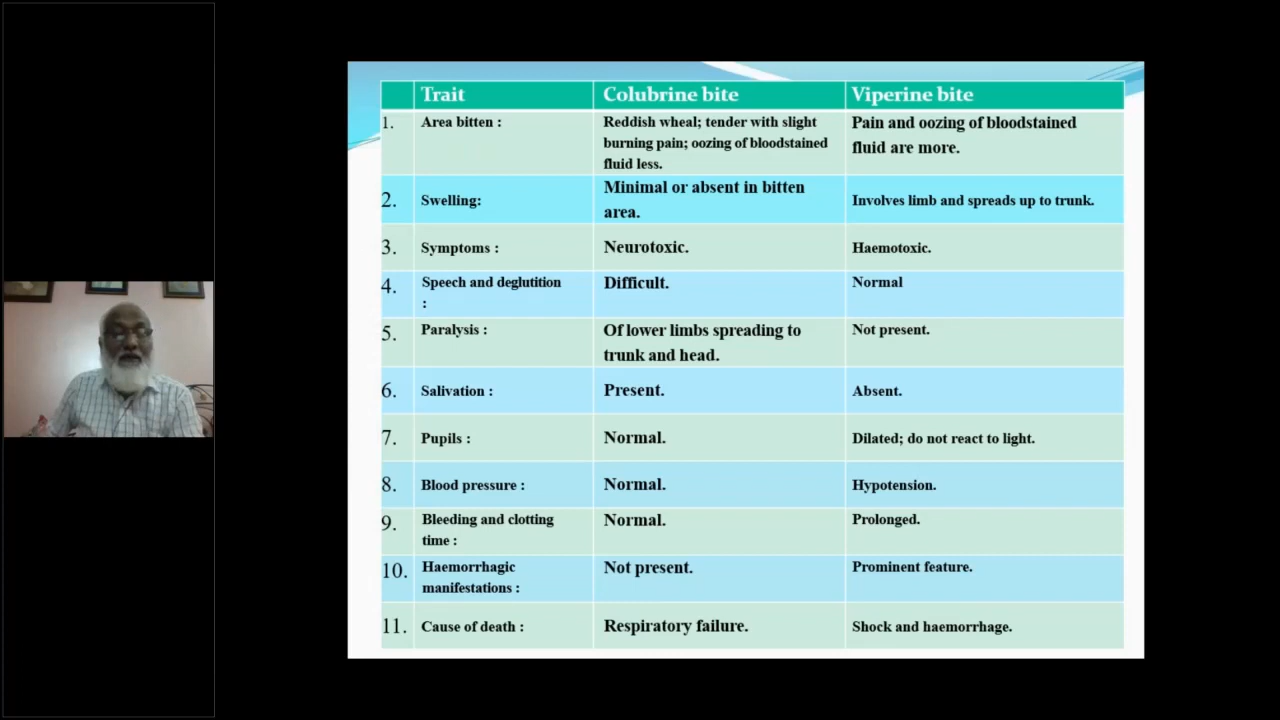 Trait Colubrine bite Viperine bite
1. Area bitten : Reddish wheal; tender with slight
burning pain; oozing of bloodstained
fluid less. Pain and oozing of bloodstained
fluid are more.
2. Swelling: Minimal or absent in bitten
area. Involves limb and spreads up to trunk.
3. Symptoms : Neurotoxic. Haemotoxic.
4. Speech and deglutition
: Difficult. Normal
5. Paralysis : Of lower limbs spreading to
trunk and head. Not present.
6. Salivation : Present. Absent.
7. Pupils : Normal. Dilated; do not react to light.
8. Blood pressure : Normal. Hypotension.
9. Bleeding and clotting
time : Normal. Prolonged.
10. Haemorrhagic
manifestations : Not present. Prominent feature.
11. Cause of death : Respiratory failure. Shock and haemorrhage.